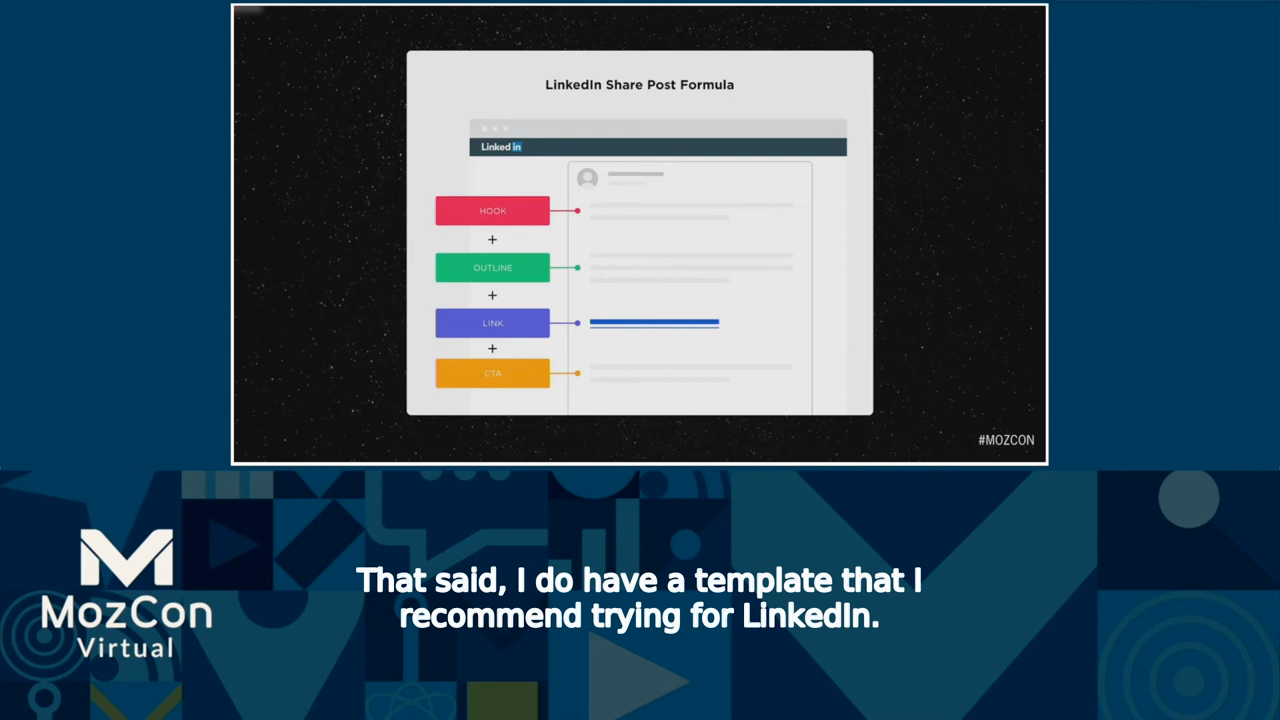 LinkedIn Share Post Formula
Linked in
HOOK
+
OUTLINE
+
LINK
+
CTA
#MOZCON
M
MozCon
Virtual
That said, I do have a template that I
recommend trying for LinkedIn.